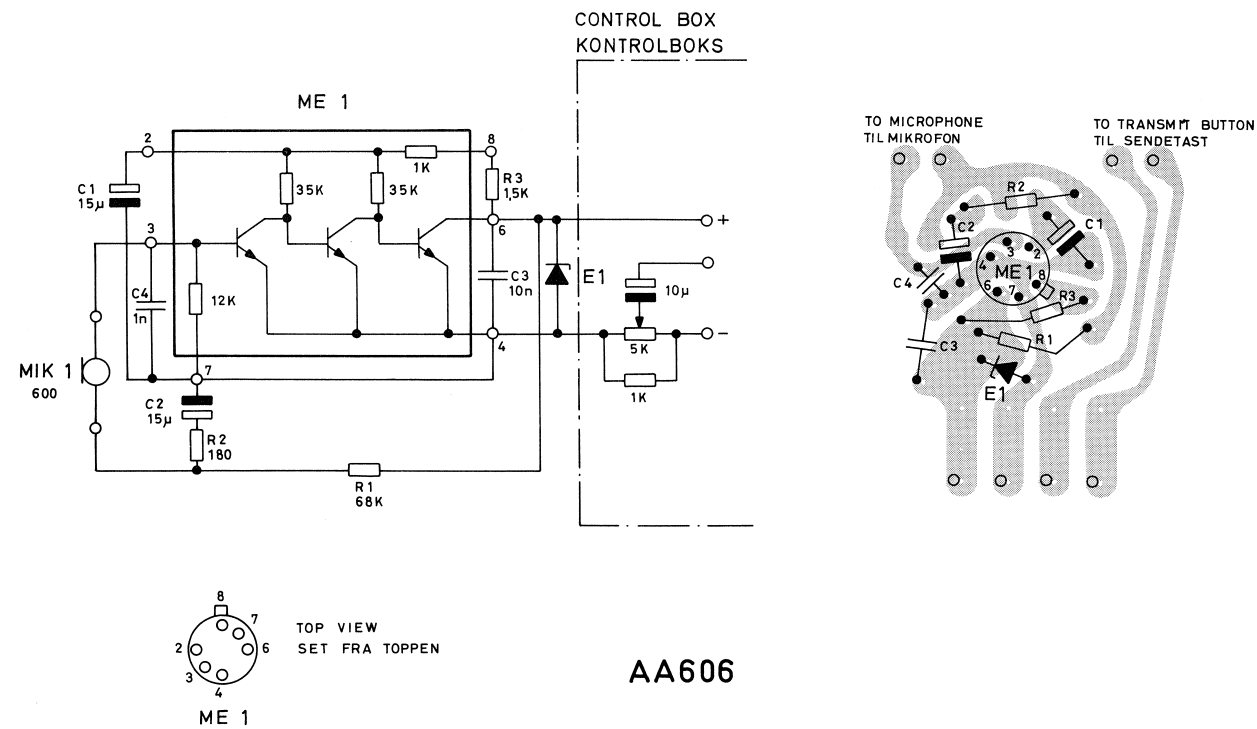 CONTROL BOX
KONTROLBOKS
ME 1
2
8
1K
C1
15µ
35K
35K
R3
1,5K
3
6
+
C4
1n
12K
C3
10n
E1
10µ
4
5K
−
1K
MIK 1
600
7
C2
15µ
R2
180
R1
68K
TO MICROPHONE
TIL MIKROFON
TO TRANSMIT BUTTON
TIL SENDETAST
R2
C2
C1
3
2
4
ME 1
8
C4
6
7
R3
C3
R1
E1
8
7
2
6
3
4
ME 1
TOP VIEW
SET FRA TOPPEN
AA606